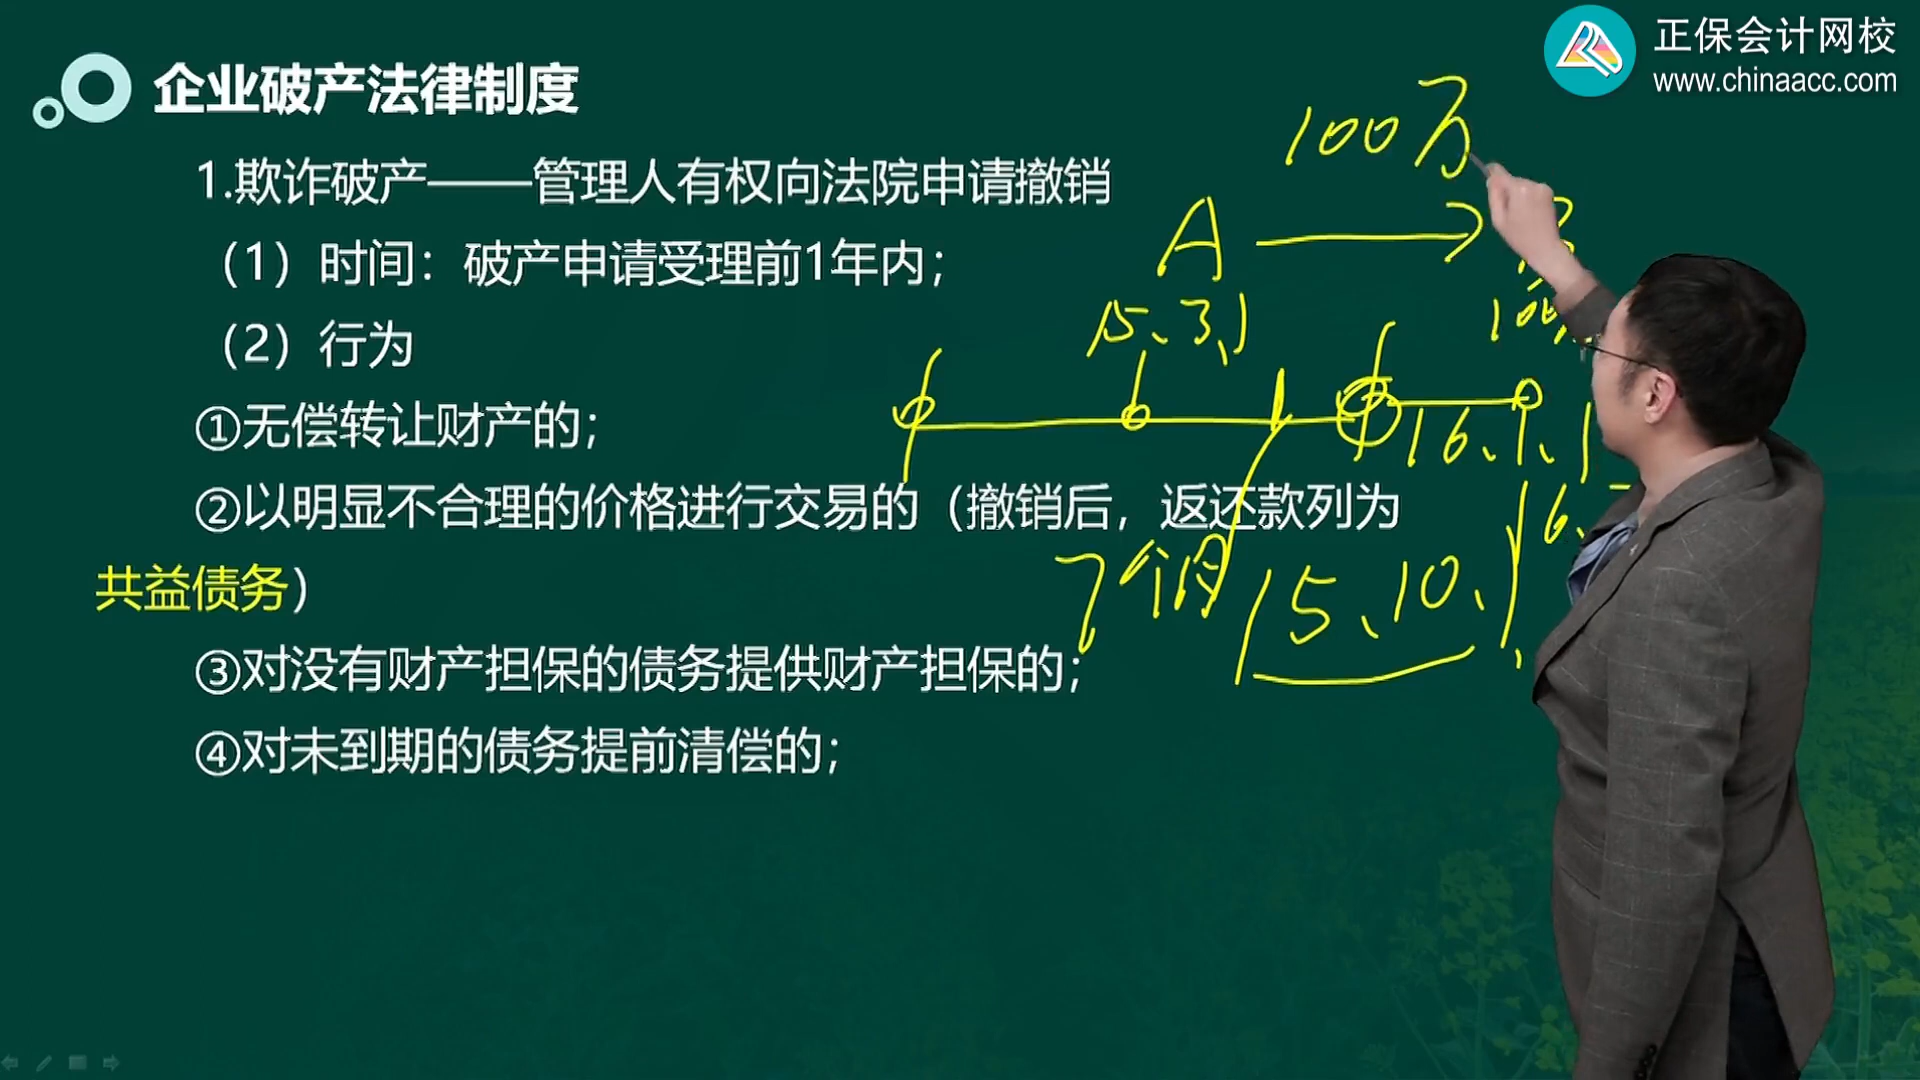 正保会计网校
www.chinaacc.com
企业破产法律制度
1.欺诈破产——管理人有权向法院申请撤销
（1）时间：破产申请受理前1年内；
（2）行为
①无偿转让财产的；
②以明显不合理的价格进行交易的（撤销后，返还款列为
共益债务）
③对没有财产担保的债务提供财产担保的；
④对未到期的债务提前清偿的；
100万
A
15、3、1
16、1、1
7个月
15、10、1